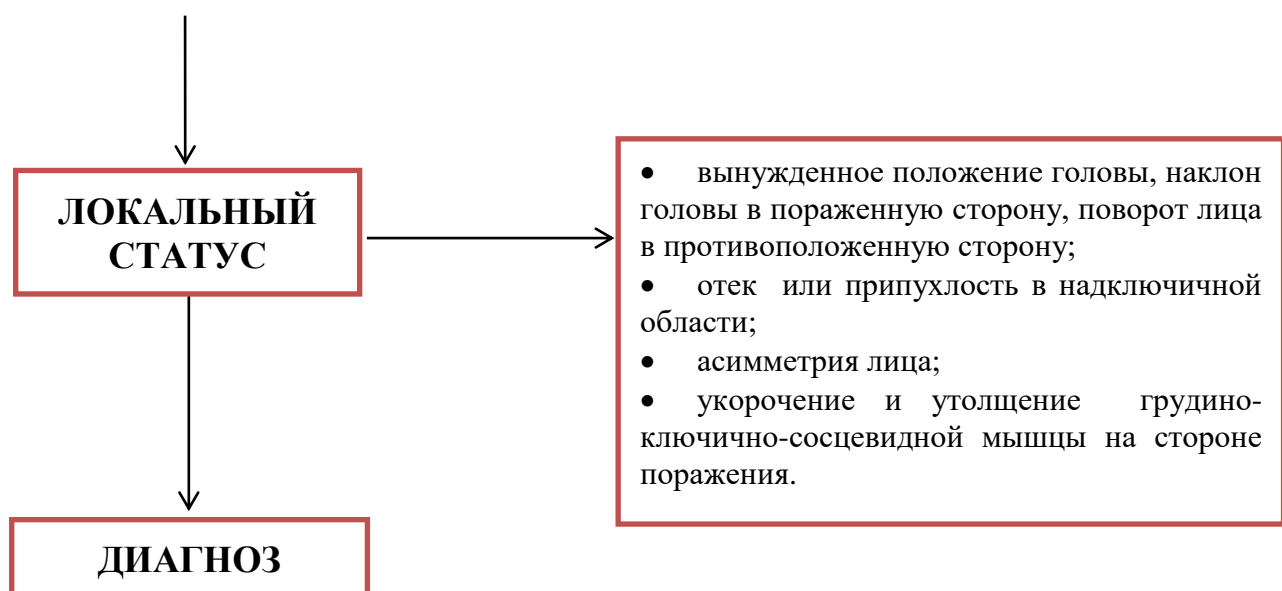 ЛОКАЛЬНЫЙ
СТАТУС
• вынужденное положение головы, наклон
головы в пораженную сторону, поворот лица
в противоположенную сторону;
• отек или припухлость в надключичной
области;
• асимметрия лица;
• укорочение и утолщение грудино-
ключично-сосцевидной мышцы на стороне
поражения.
ДИАГНОЗ